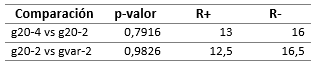 Comparación p-valor R+ R-
g20-4 vs g20-2 0,7916 13 16
g20-2 vs gvar-2 0,9826 12,5 16,5